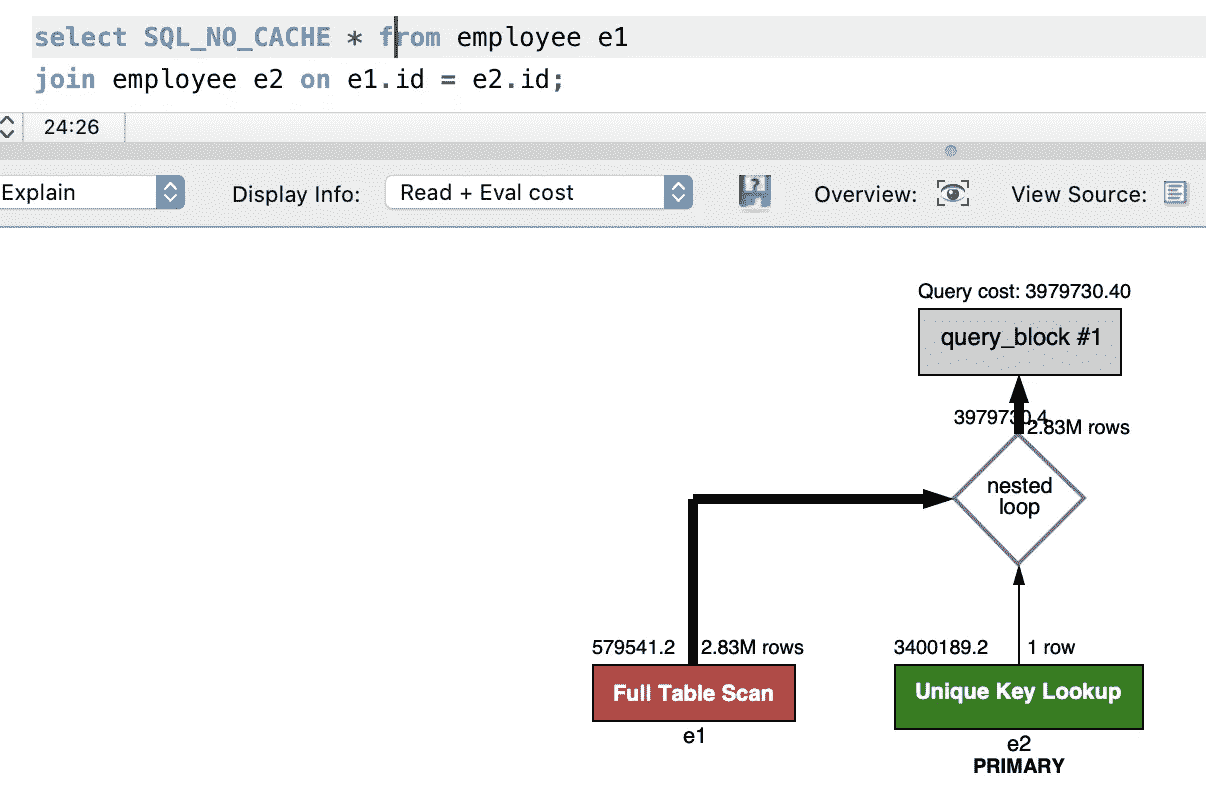 select SQL_NO_CACHE * from employee e1
join employee e2 on e1.id = e2.id;
24:26
Explain
Display Info:
Read + Eval cost
Overview:
View Source:
Query cost: 3979730.40
query_block #1
3979730.4
2.83M rows
nested
loop
579541.2
2.83M rows
3400189.2
1 row
Full Table Scan
Unique Key Lookup
e1
e2
PRIMARY